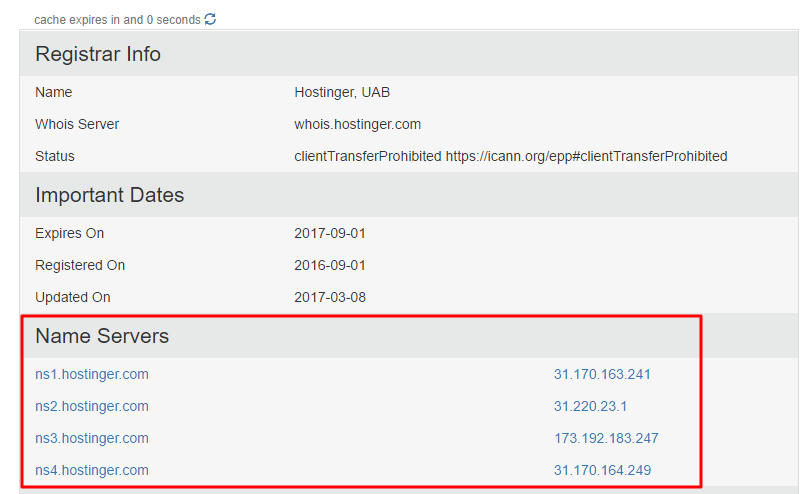 cache expires in and 0 seconds
Registrar Info
Name Hostinger, UAB
Whois Server whois.hostinger.com
Status clientTransferProhibited https://icann.org/epp#clientTransferProhibited
Important Dates
Expires On 2017-09-01
Registered On 2016-09-01
Updated On 2017-03-08
Name Servers
ns1.hostinger.com 31.170.163.241
ns2.hostinger.com 31.220.23.1
ns3.hostinger.com 173.192.183.247
ns4.hostinger.com 31.170.164.249